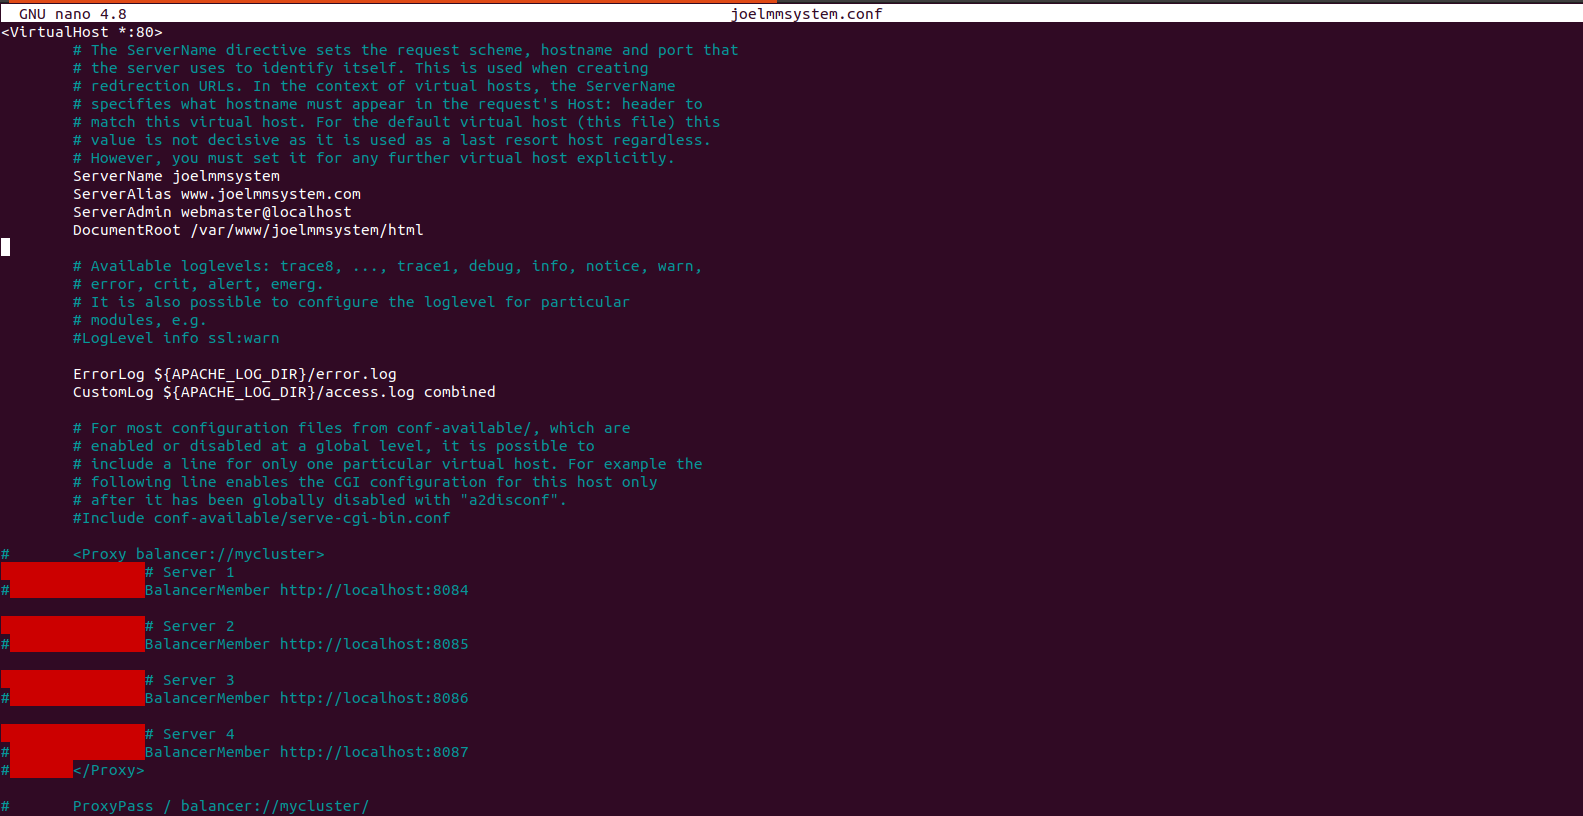 GNU nano 4.8 joelmmsystem.conf
<VirtualHost *:80>
# The ServerName directive sets the request scheme, hostname and port that
# the server uses to identify itself. This is used when creating
# redirection URLs. In the context of virtual hosts, the ServerName
# specifies what hostname must appear in the request's Host: header to
# match this virtual host. For the default virtual host (this file) this
# value is not decisive as it is used as a last resort host regardless.
# However, you must set it for any further virtual host explicitly.
ServerName joelmmsystem
ServerAlias www.joelmmsystem.com
ServerAdmin webmaster@localhost
DocumentRoot /var/www/joelmmsystem/html
# Available loglevels: trace8, ..., trace1, debug, info, notice, warn,
# error, crit, alert, emerg.
# It is also possible to configure the loglevel for particular
# modules, e.g.
#LogLevel info ssl:warn
ErrorLog ${APACHE_LOG_DIR}/error.log
CustomLog ${APACHE_LOG_DIR}/access.log combined
# For most configuration files from conf-available/, which are
# enabled or disabled at a global level, it is possible to
# include a line for only one particular virtual host. For example the
# following line enables the CGI configuration for this host only
# after it has been globally disabled with "a2disconf".
#Include conf-available/serve-cgi-bin.conf
# <Proxy balancer://mycluster>
# Server 1
# BalancerMember http://localhost:8084
# Server 2
# BalancerMember http://localhost:8085
# Server 3
# BalancerMember http://localhost:8086
# Server 4
# BalancerMember http://localhost:8087
# </Proxy>
# ProxyPass / balancer://mycluster/